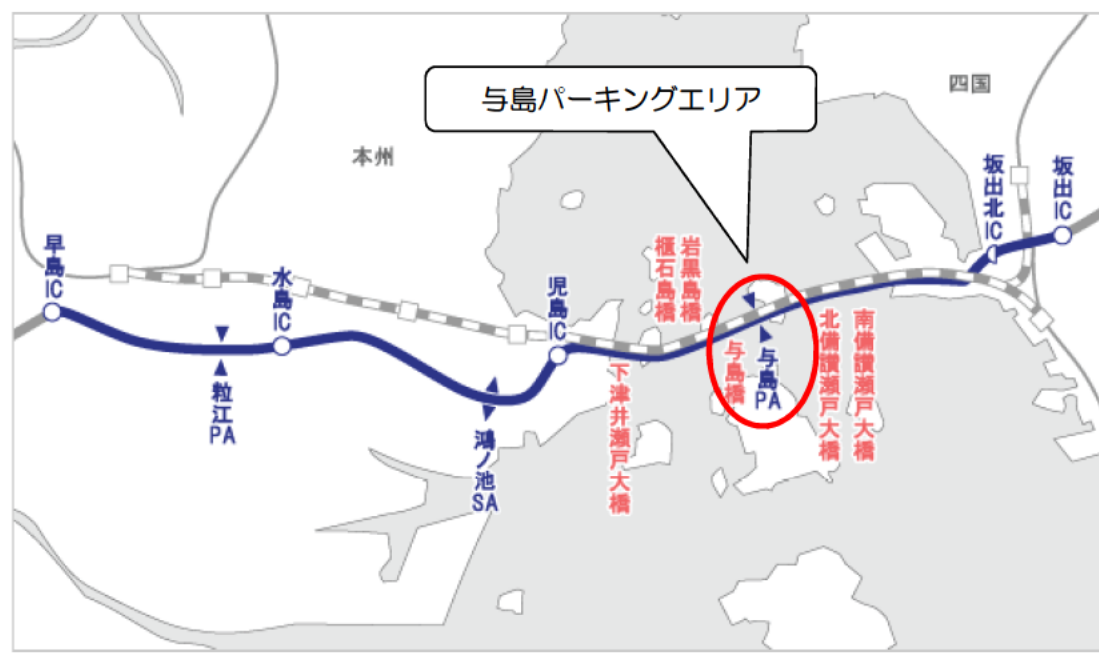 与島パーキングエリア
四国
本州
坂出北IC
坂出IC
早島IC
水島IC
児島IC
櫃石島橋
岩黒島橋
与島橋
与島PA
北備讃瀬戸大橋
南備讃瀬戸大橋
下津井瀬戸大橋
粒江PA
鴻ノ池SA